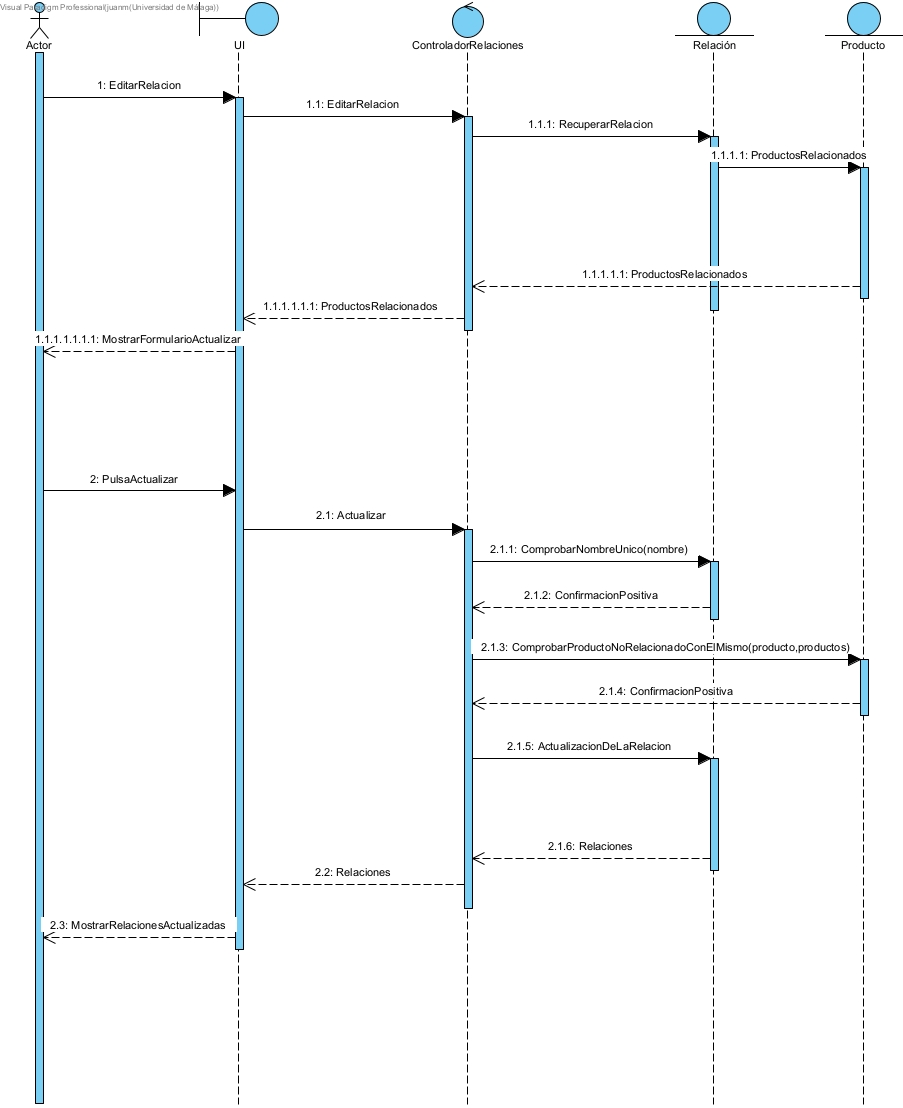 Visual Paradigm Professional(juanm(Universidad de Málaga))
Actor
UI
ControladorRelaciones
Relación
Producto
1: EditarRelacion
1.1: EditarRelacion
1.1.1: RecuperarRelacion
1.1.1.1: ProductosRelacionados
1.1.1.1.1: ProductosRelacionados
1.1.1.1.1.1: ProductosRelacionados
1.1.1.1.1.1.1: MostrarFormularioActualizar
2: PulsaActualizar
2.1: Actualizar
2.1.1: ComprobarNombreUnico(nombre)
2.1.2: ConfirmacionPositiva
2.1.3: ComprobarProductoNoRelacionadoConElMismo(producto,productos)
2.1.4: ConfirmacionPositiva
2.1.5: ActualizacionDeLaRelacion
2.1.6: Relaciones
2.2: Relaciones
2.3: MostrarRelacionesActualizadas